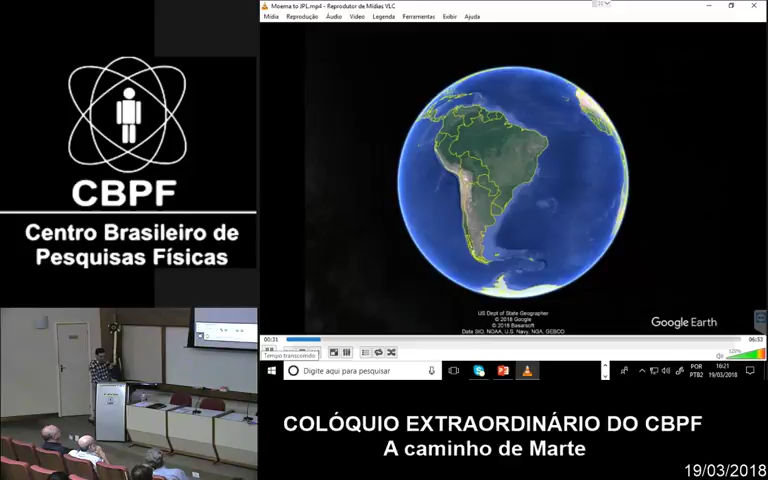 Moema to JPL.mp4 - Reprodutor de Mídias VLC
Mídia Reprodução Áudio Vídeo Legenda Ferramentas Exibir Ajuda
CBPF
Centro Brasileiro de
Pesquisas Físicas
US Dept of State Geographer
© 2018 Google
© 2018 Basarsoft
Data SIO, NOAA, U.S. Navy, NGA, GEBCO
Google Earth
00:31
06:53
Tempo transcorrido
Digite aqui para pesquisar
POR
PTB2
16:21
19/03/2018
COLÓQUIO EXTRAORDINÁRIO DO CBPF
A caminho de Marte
19/03/2018